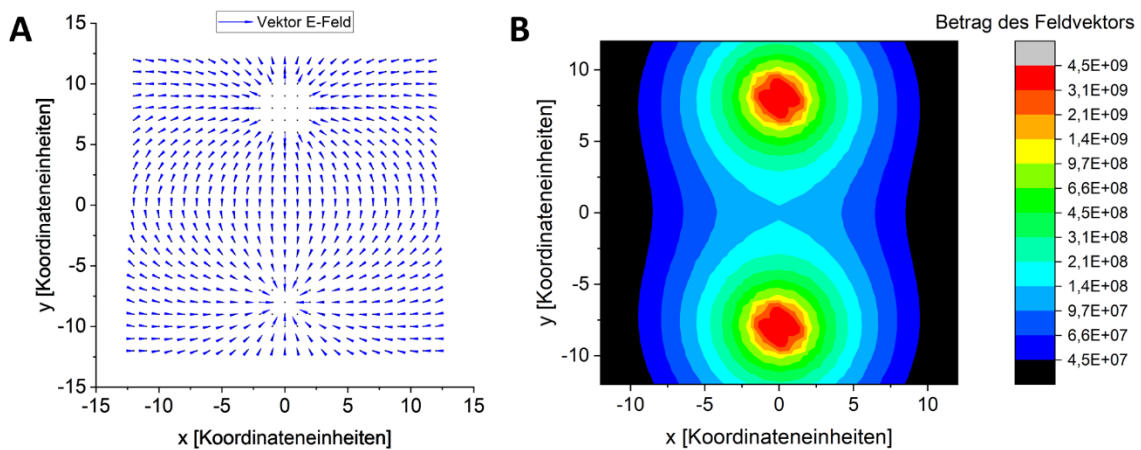 A
Vektor E-Feld
15
10
5
0
-5
-10
-15
y [Koordinateneinheiten]
-15 -10 -5 0 5 10 15
x [Koordinateneinheiten]
B
10
5
0
-5
-10
y [Koordinateneinheiten]
-10 -5 0 5 10
x [Koordinateneinheiten]
Betrag des Feldvektors
4,5E+09
3,1E+09
1,4E+09
9,7E+08
6,6E+08
4,5E+08
3,1E+08
2,1E+08
1,4E+08
9,7E+07
6,6E+07
4,5E+07